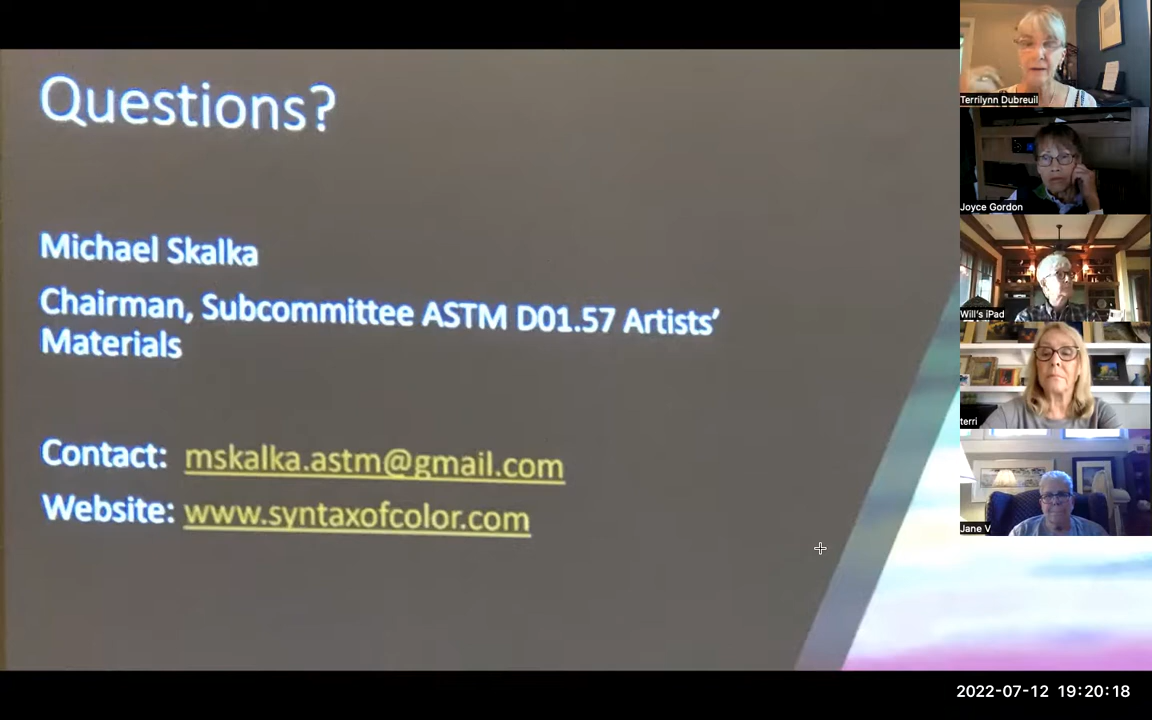 Questions?
Michael Skalka
Chairman, Subcommittee ASTM D01.57 Artists’
Materials
Contact: mskalka.astm@gmail.com
Website: www.syntaxofcolor.com
Terrilynn Dubreuil
Joyce Gordon
Will's iPad
terri
Jane V
2022-07-12 19:20:18